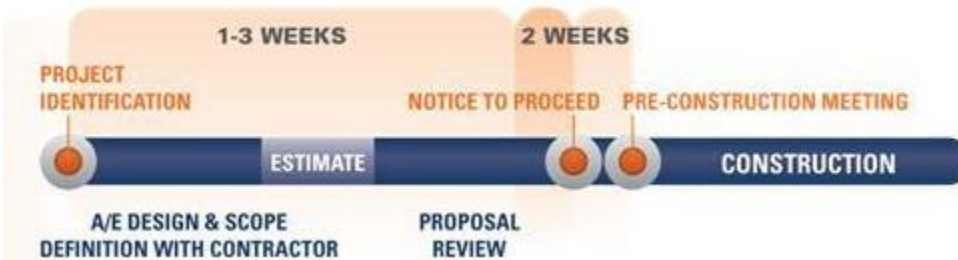 1-3 WEEKS
2 WEEKS
PROJECT
IDENTIFICATION
NOTICE TO PROCEED
PRE-CONSTRUCTION MEETING
ESTIMATE
CONSTRUCTION
A/E DESIGN & SCOPE
DEFINITION WITH CONTRACTOR
PROPOSAL
REVIEW